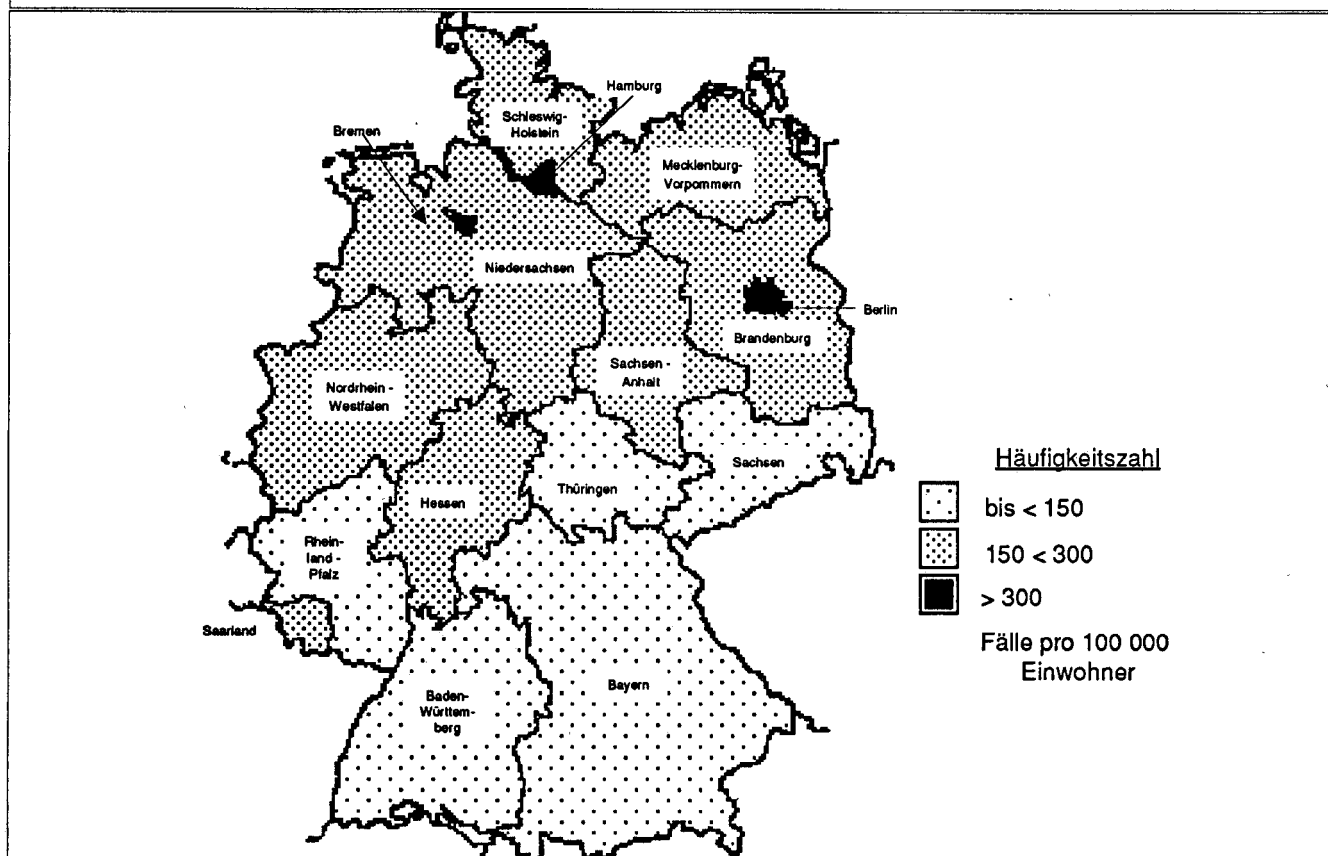 Hamburg
Schleswig-
Holstein
Bremen
Mecklenburg-
Vorpommern
Niedersachsen
Berlin
Brandenburg
Sachsen -
Anhalt
Nordrhein -
Westfalen
Sachsen
Thüringen
Hessen
Rhein-
land -
Pfalz
Saarland
Bayern
Baden-
Württem-
berg
Häufigkeitszahl
bis < 150
150 < 300
> 300
Fälle pro 100 000
Einwohner